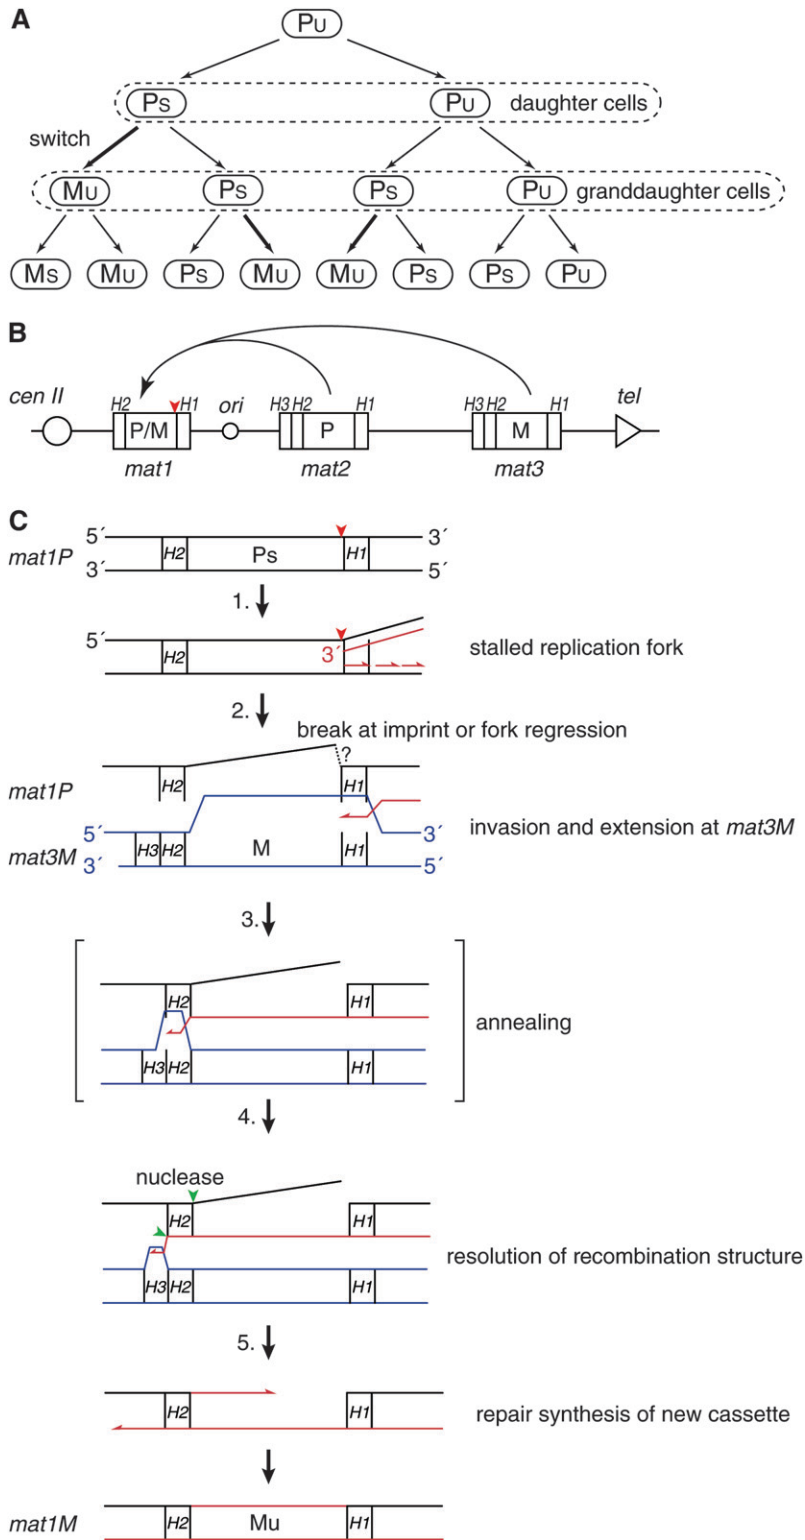 A
PU
PS PU daughter cells
switch
MU PS PS PU granddaughter cells
MS MU PS MU MU PS PS PU
B
cen II H2 H1 ori H3 H2 H1 H3 H2 H1 tel
P/M P M
mat1 mat2 mat3
C
5´ 3´
mat1P H2 Ps H1
3´ 5´
1.
5´ stalled replication fork
H2 3´
2.
break at imprint or fork regression
?
mat1P H2 H1
5´ 3´ invasion and extension at mat3M
mat3M H3 H2 M H1
3´ 5´
3.
H2 H1
annealing
H3 H2 H1
4.
nuclease
H2 H1
resolution of recombination structure
H3 H2 H1
5.
H2 H1 repair synthesis of new cassette
mat1M H2 Mu H1